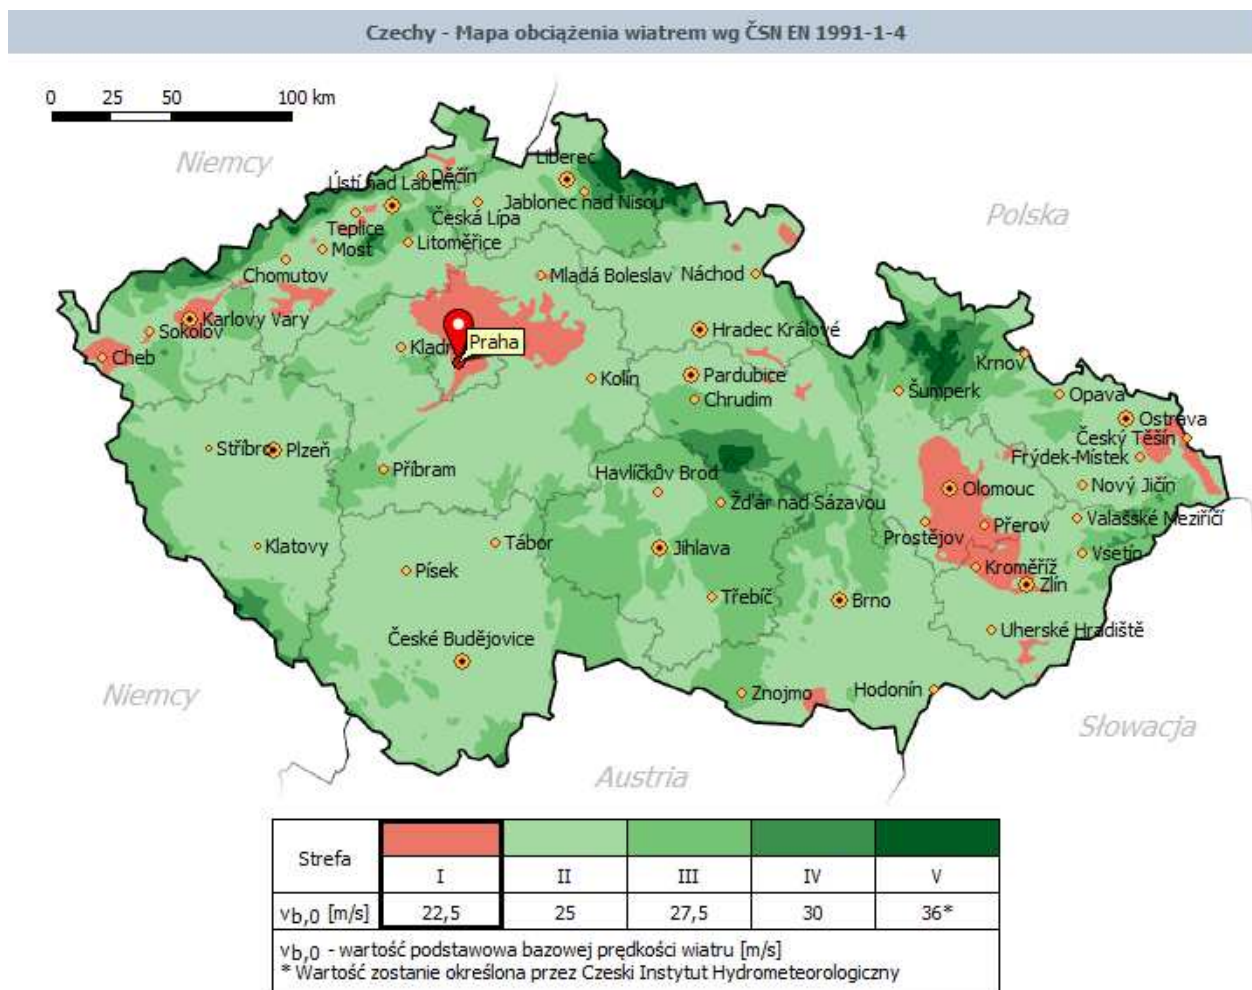 Czechy - Mapa obciążenia wiatrem wg ČSN EN 1991-1-4
0 25 50 100 km
Niemcy
Polska
Liberec
Děčín
Ústí nad Labem
Jablonec nad Nisou
Česká Lípa
Teplice
Litoměřice
Most
Chomutov
Mladá Boleslav
Náchod
Karlovy Vary
Sokolov
Hradec Králové
Praha
Kladn
Cheb
Krnov
Kolín
Pardubice
Šumperk
Opava
Chrudim
Ostrava
Český Těšín
Stříbro
Plzeň
Frýdek-Místek
Příbram
Havlíčkův Brod
Olomouc
Nový Jičín
Žďár nad Sázavou
Valašské Meziříčí
Přerov
Prostějov
Klatovy
Tábor
Jihlava
Vsetín
Písek
Kroměříž
Zlín
Třebíč
Brno
České Budějovice
Uherské Hradiště
Niemcy
Znojmo
Hodonín
Słowacja
Austria
Strefa
I II III IV V
vb,0 [m/s] 22,5 25 27,5 30 36*
vb,0 - wartość podstawowa bazowej prędkości wiatru [m/s]
* Wartość zostanie określona przez Czeski Instytut Hydrometeorologiczny